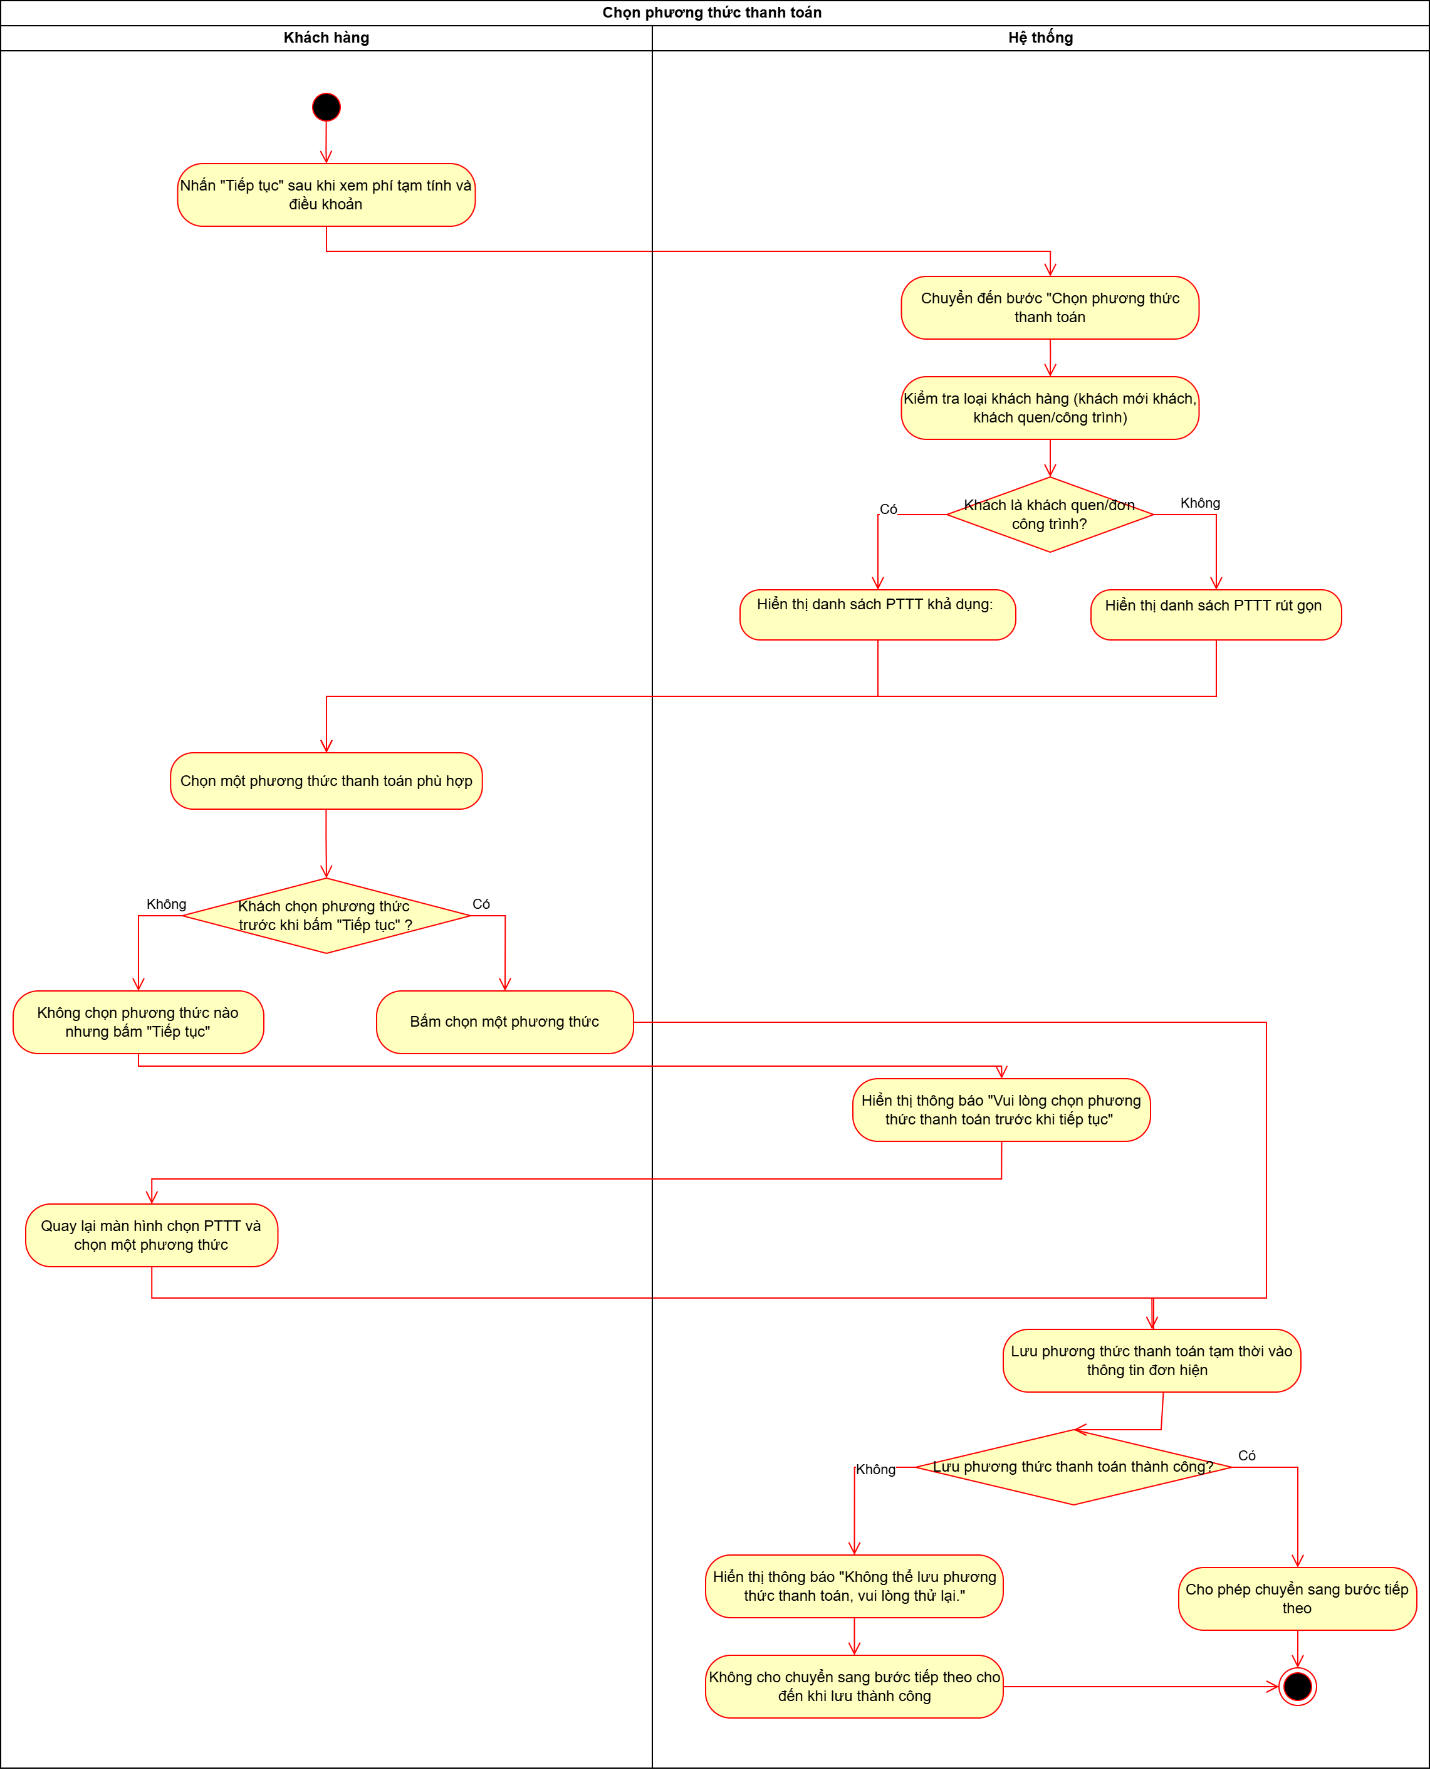 Chọn phương thức thanh toán
Khách hàng
Hệ thống
Nhấn "Tiếp tục" sau khi xem phí tạm tính và
điều khoản
Chuyển đến bước "Chọn phương thức
thanh toán
Kiểm tra loại khách hàng (khách mới khách,
khách quen/công trình)
Khách là khách quen/đơn
công trình?
Có
Không
Hiển thị danh sách PTTT khả dụng:
Hiển thị danh sách PTTT rút gọn
Chọn một phương thức thanh toán phù hợp
Khách chọn phương thức
trước khi bấm "Tiếp tục" ?
Không
Có
Không chọn phương thức nào
nhưng bấm "Tiếp tục"
Bấm chọn một phương thức
Hiển thị thông báo "Vui lòng chọn phương
thức thanh toán trước khi tiếp tục"
Quay lại màn hình chọn PTTT và
chọn một phương thức
Lưu phương thức thanh toán tạm thời vào
thông tin đơn hiện
Lưu phương thức thanh toán thành công?
Không
Có
Hiển thị thông báo "Không thể lưu phương
thức thanh toán, vui lòng thử lại."
Cho phép chuyển sang bước tiếp
theo
Không cho chuyển sang bước tiếp theo cho
đến khi lưu thành công